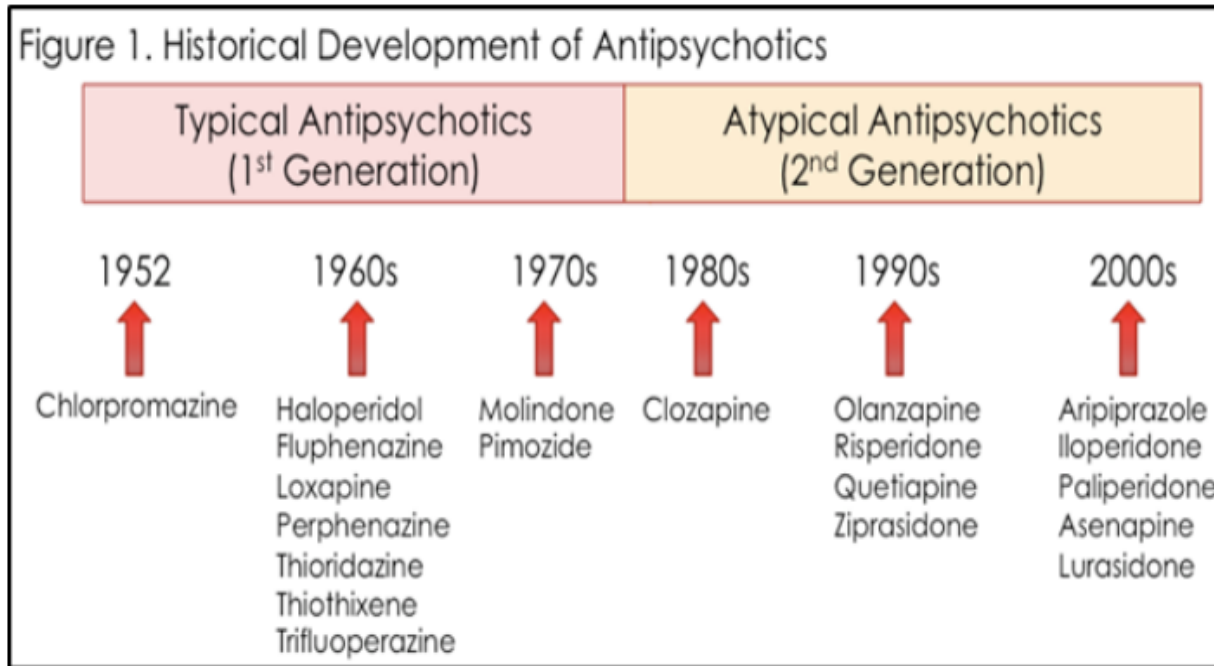 Figure 1. Historical Development of Antipsychotics
Typical Antipsychotics
(1st Generation)
Atypical Antipsychotics
(2nd Generation)
1952
1960s
1970s
1980s
1990s
2000s
Chlorpromazine
Haloperidol
Fluphenazine
Loxapine
Perphenazine
Thioridazine
Thiothixene
Trifluoperazine
Molindone
Pimozide
Clozapine
Olanzapine
Risperidone
Quetiapine
Ziprasidone
Aripiprazole
Iloperidone
Paliperidone
Asenapine
Lurasidone